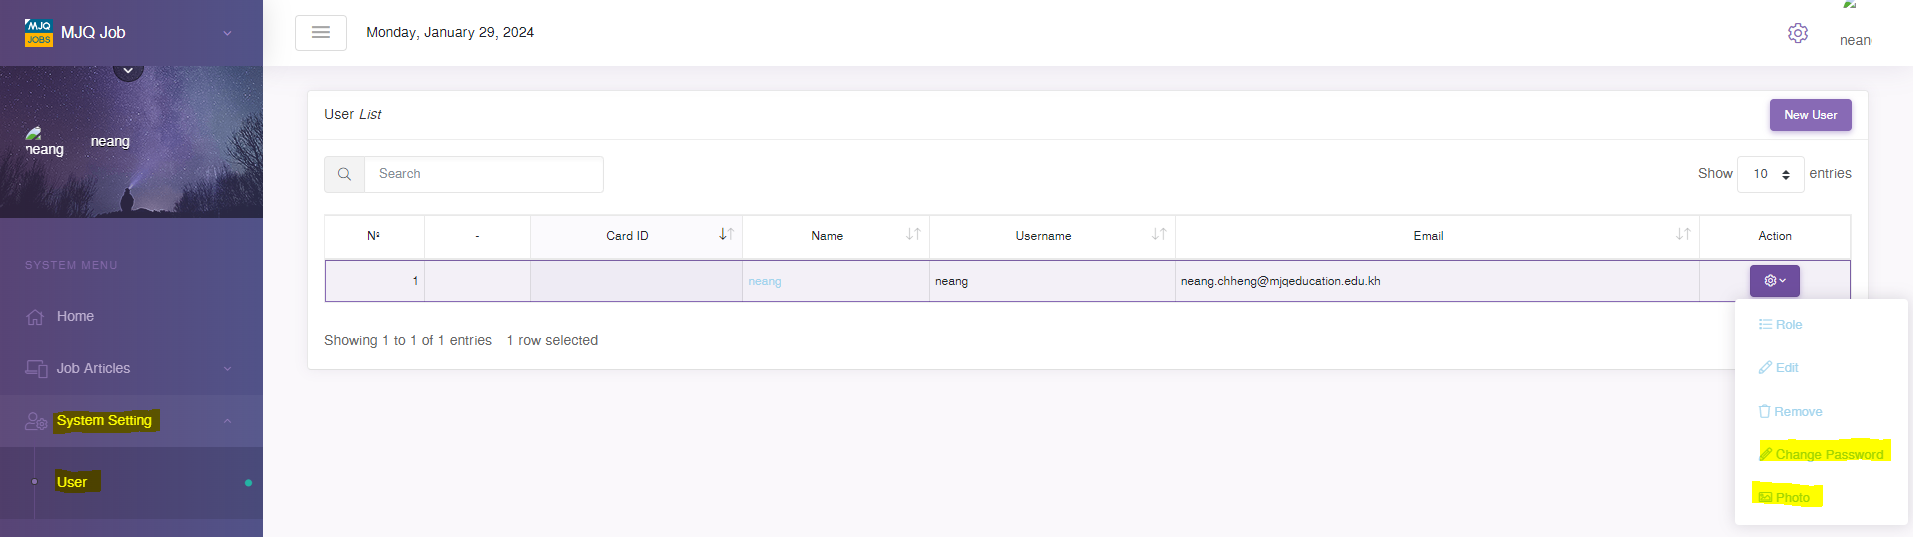 MJQ
JOBS
MJQ Job
Monday, January 29, 2024
nean
neang
neang
User List
New User
Search
Show 10 entries
SYSTEM MENU
Nº - Card ID Name Username Email Action
1 neang neang neang.chheng@mjqeducation.edu.kh
Home
Showing 1 to 1 of 1 entries 1 row selected
Role
Job Articles
Edit
Remove
System Setting
Change Password
User
Photo